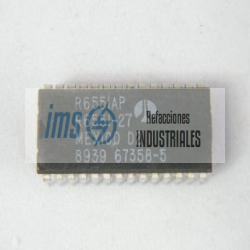 R6551AP
Refacciones
ims
INDUSTRIALES
MEXICO
8939 67358-5